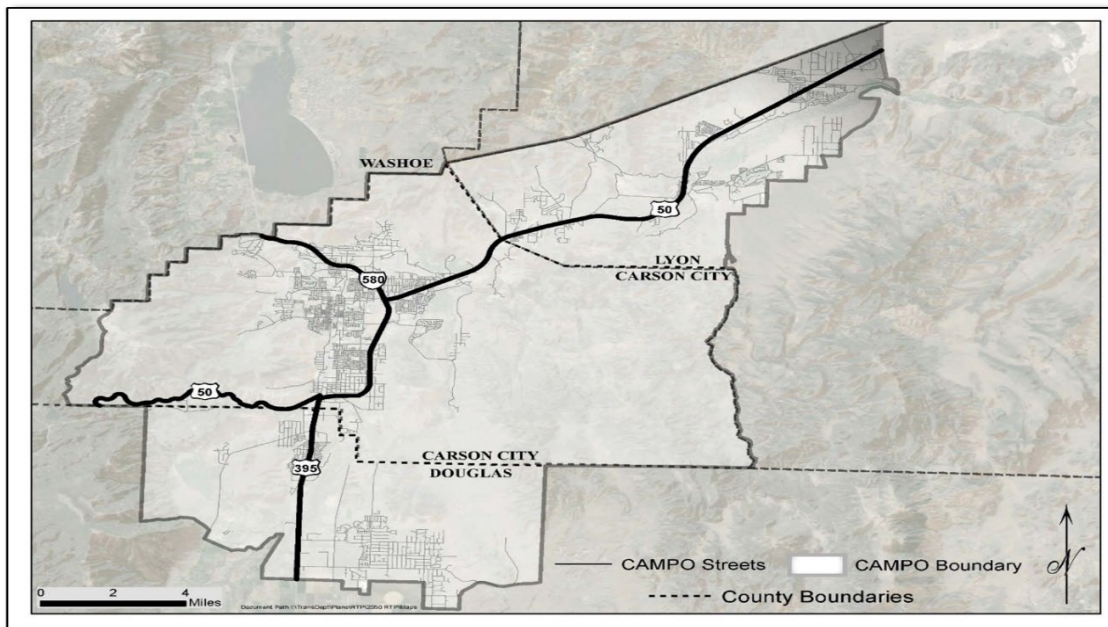 WASHOE
50
LYON
CARSON CITY
580
50
CARSON CITY
DOUGLAS
395
CAMPO Streets
CAMPO Boundary
County Boundaries
N
0 2 4
Miles